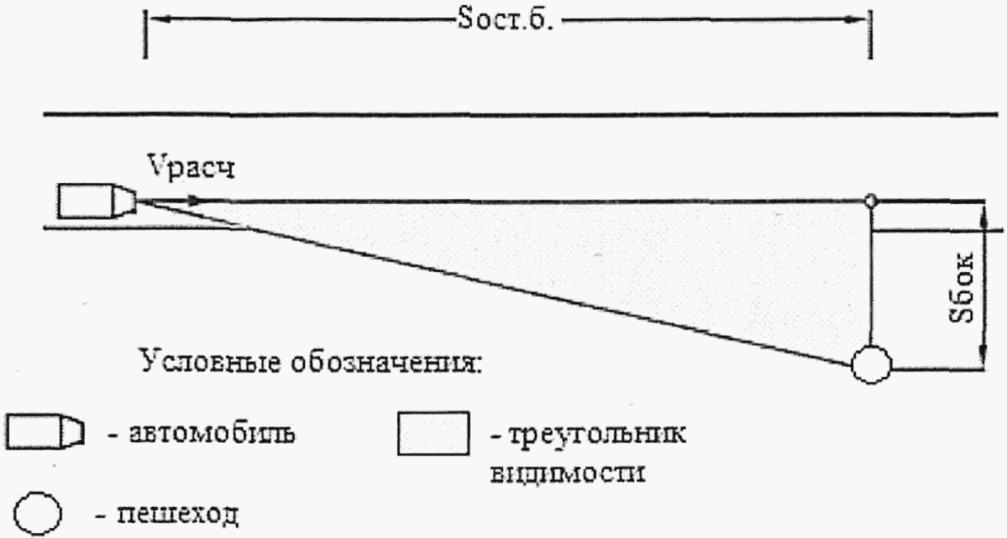 Sост.б.
Vрасч
Sбок
Условные обозначения:
- автомобиль
- треугольник
видимости
- пешеход